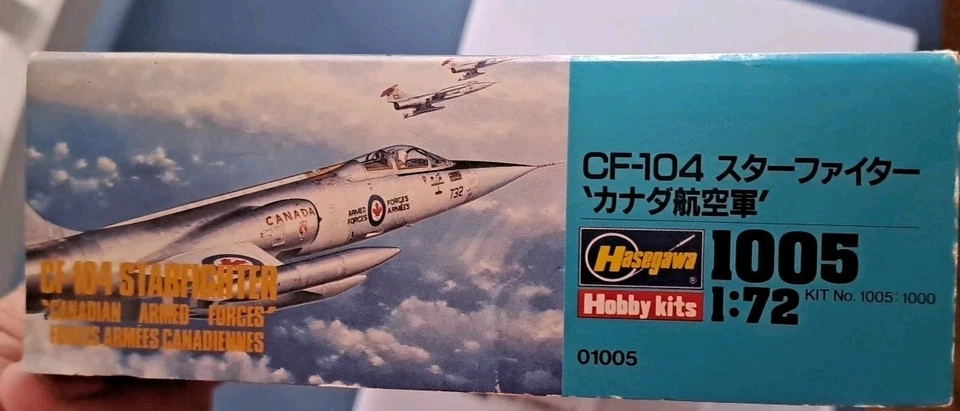 CANADA
ARMED FORCES
FORCES ARMÉES
732
CF-104 STARFIGHTER
"CANADIAN ARMED FORCES"
FORCES ARMÉES CANADIENNES
CF-104 スターファイター
'カナダ航空軍'
Hasegawa
Hobby kits
1005
1:72
KIT No. 1005:1000
01005